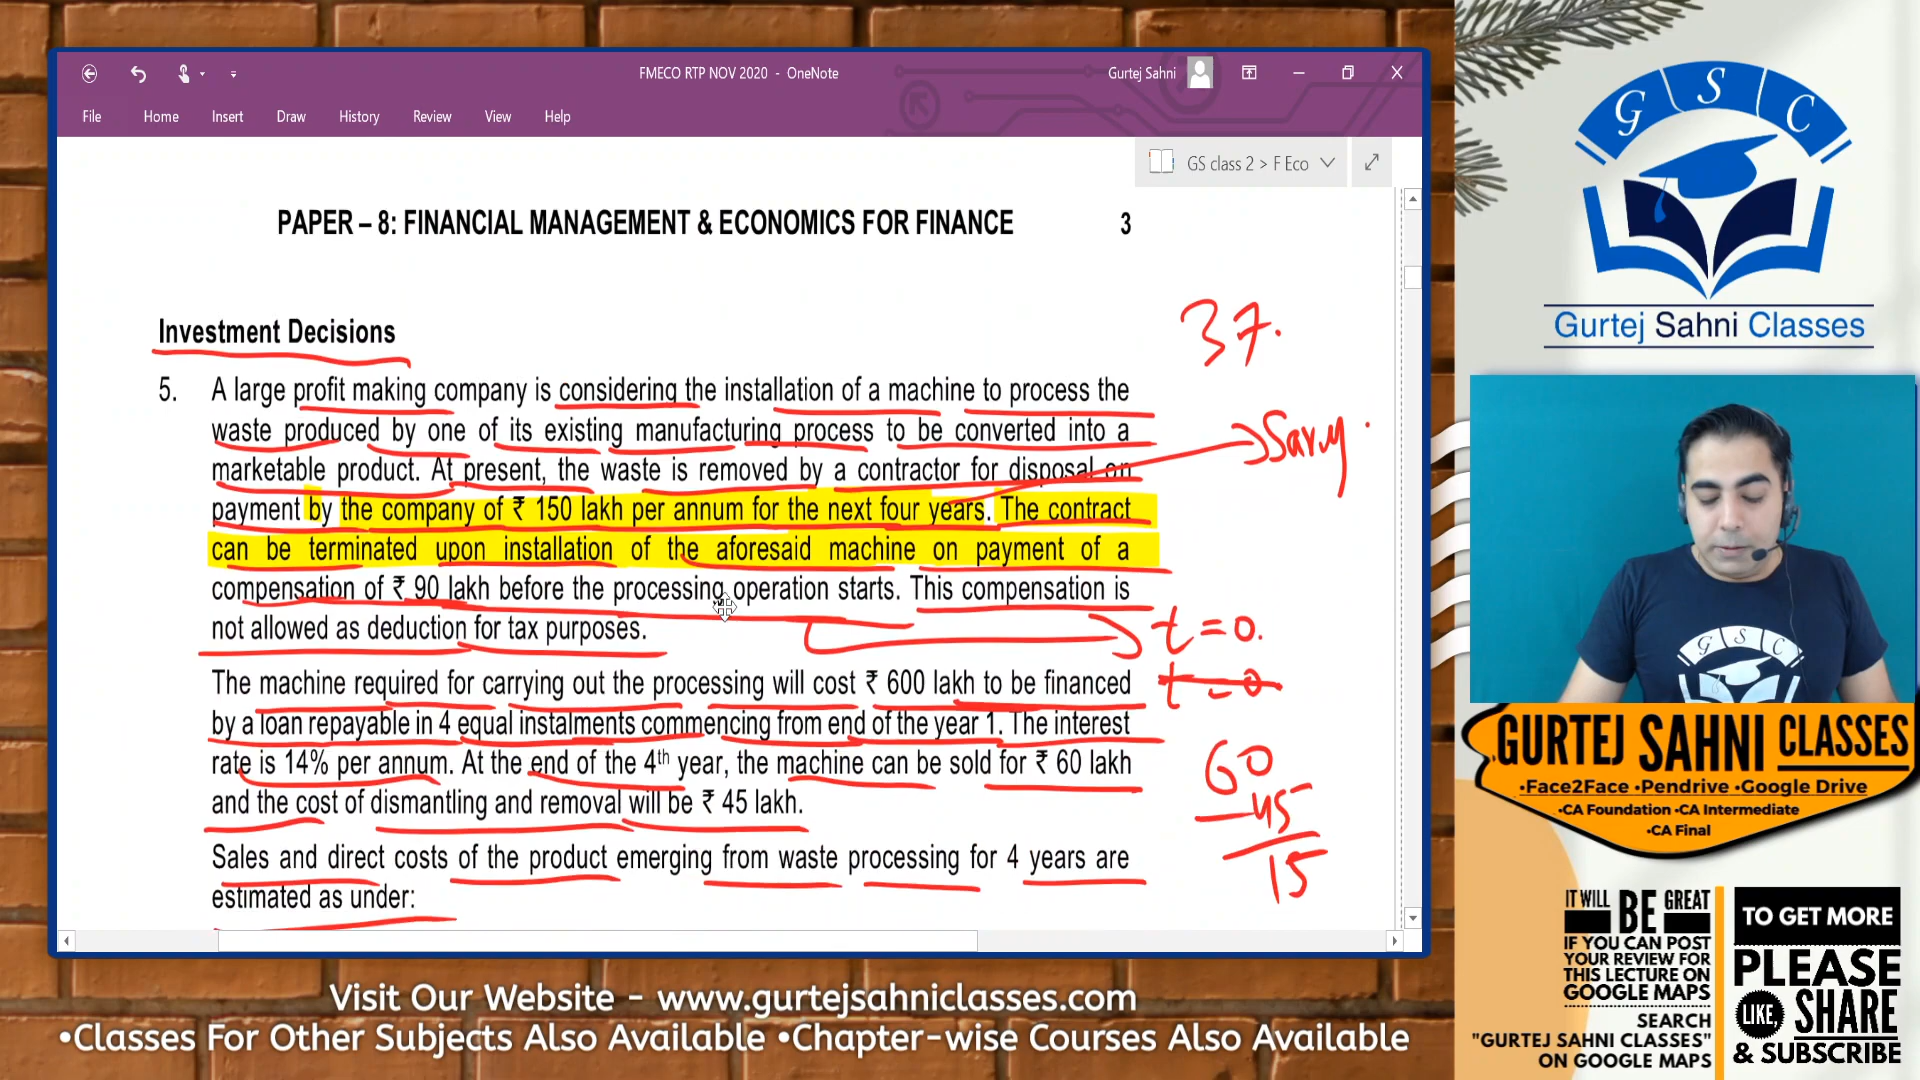 FMECO RTP NOV 2020 - OneNote
Gurtej Sahni
File Home Insert Draw History Review View Help
GS class 2 > F Eco
PAPER – 8: FINANCIAL MANAGEMENT & ECONOMICS FOR FINANCE 3
Investment Decisions
37.
5. A large profit making company is considering the installation of a machine to process the
waste produced by one of its existing manufacturing process to be converted into a
marketable product. At present, the waste is removed by a contractor for disposal on
payment by the company of ₹ 150 lakh per annum for the next four years. The contract
can be terminated upon installation of the aforesaid machine on payment of a
compensation of ₹ 90 lakh before the processing operation starts. This compensation is
not allowed as deduction for tax purposes.
t = 0.
t = 0
The machine required for carrying out the processing will cost ₹ 600 lakh to be financed
by a loan repayable in 4 equal instalments commencing from end of the year 1. The interest
rate is 14% per annum. At the end of the 4th year, the machine can be sold for ₹ 60 lakh
and the cost of dismantling and removal will be ₹ 45 lakh.
60
-45
15
Sales and direct costs of the product emerging from waste processing for 4 years are
estimated as under:
GSC
Gurtej Sahni Classes
GSC
GURTEJ SAHNI CLASSES
•Face2Face •Pendrive •Google Drive
•CA Foundation •CA Intermediate
•CA Final
IT WILL BE GREAT
IF YOU CAN POST
YOUR REVIEW FOR
THIS LECTURE ON
GOOGLE MAPS
SEARCH
"GURTEJ SAHNI CLASSES"
ON GOOGLE MAPS
TO GET MORE
PLEASE
LIKE, SHARE
& SUBSCRIBE
Visit Our Website - www.gurtejsahniclasses.com
•Classes For Other Subjects Also Available •Chapter-wise Courses Also Available